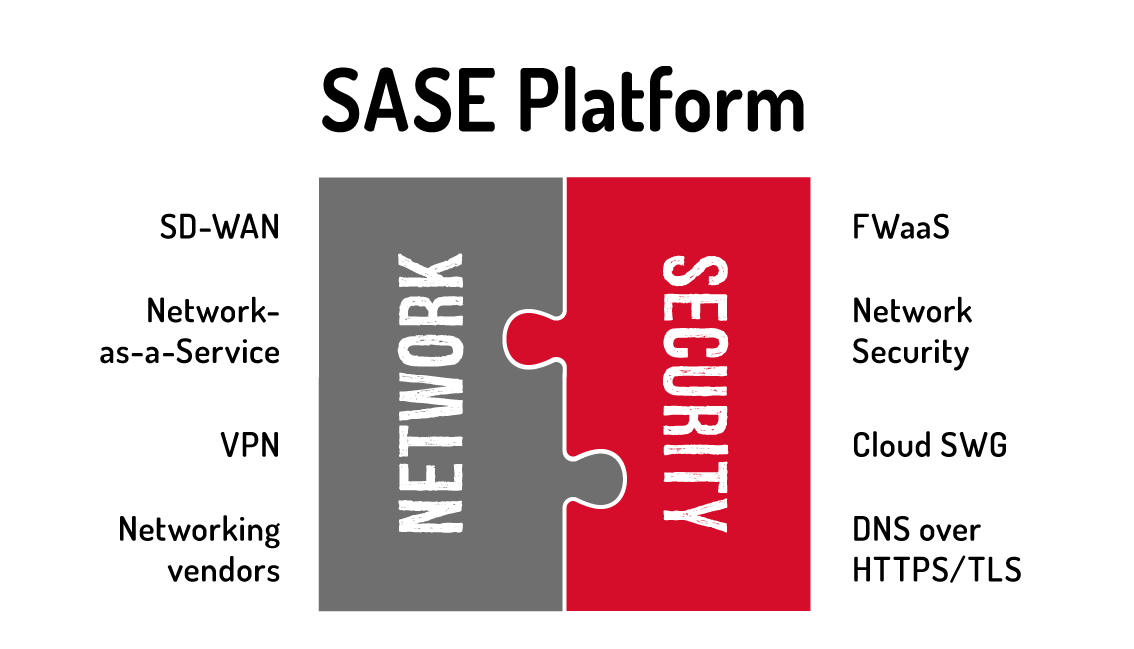 SASE Platform
SD-WAN
Network-
as-a-Service
VPN
Networking
vendors
NETWORK
SECURITY
FWaaS
Network
Security
Cloud SWG
DNS over
HTTPS/TLS